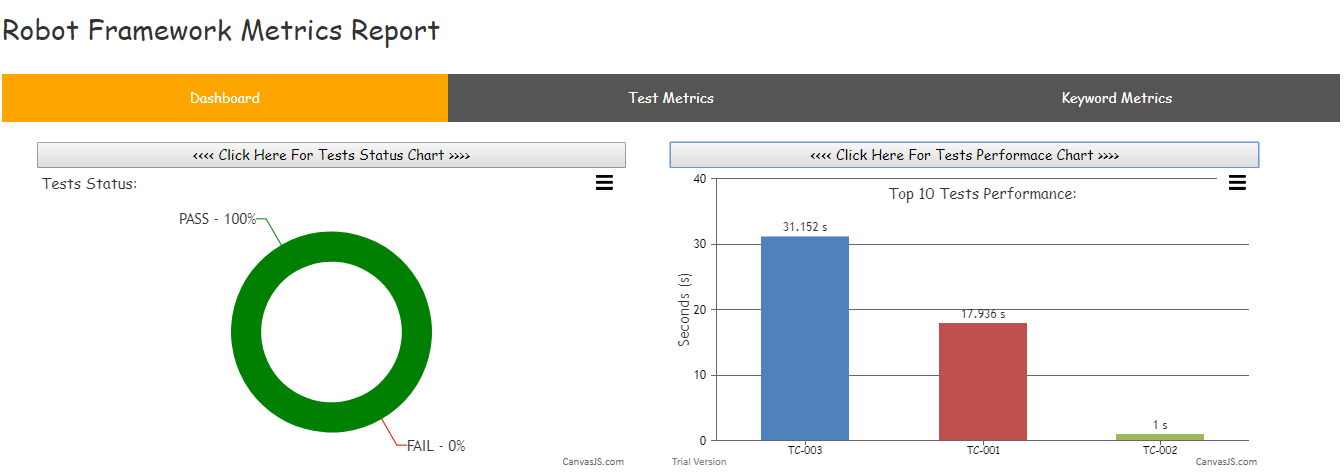 Robot Framework Metrics Report
Dashboard
Test Metrics
Keyword Metrics
<<<< Click Here For Tests Status Chart >>>>
Tests Status:
PASS - 100%
FAIL - 0%
CanvasJS.com
<<<< Click Here For Tests Performace Chart >>>>
Top 10 Tests Performance:
Seconds (s)
40
30
20
10
0
31.152 s
17.936 s
1 s
TC-003
TC-001
TC-002
Trial Version
CanvasJS.com